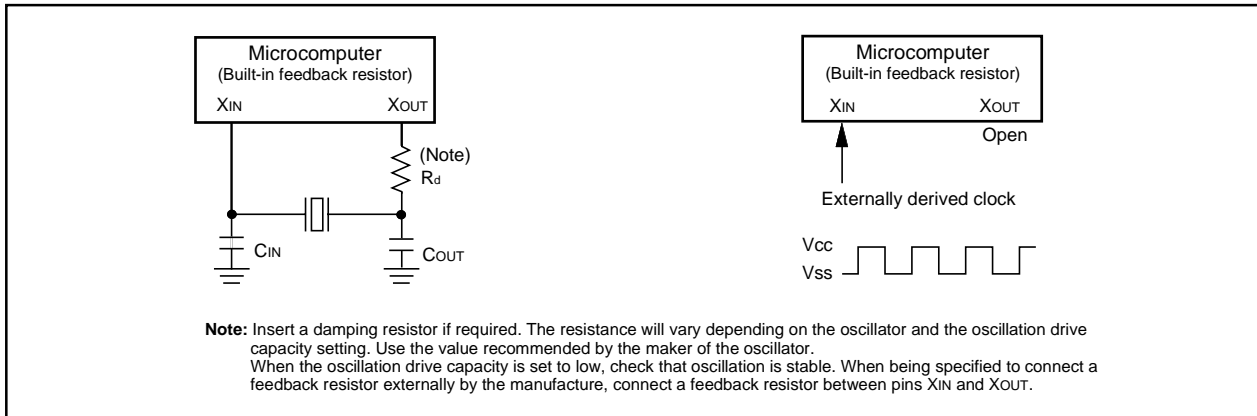 Microcomputer
(Built-in feedback resistor)
XIN XOUT
(Note)
Rd
CIN
COUT
Microcomputer
(Built-in feedback resistor)
XIN XOUT
Open
Externally derived clock
Vcc
Vss
Note: Insert a damping resistor if required. The resistance will vary depending on the oscillator and the oscillation drive
capacity setting. Use the value recommended by the maker of the oscillator.
When the oscillation drive capacity is set to low, check that oscillation is stable. When being specified to connect a
feedback resistor externally by the manufacture, connect a feedback resistor between pins XIN and XOUT.